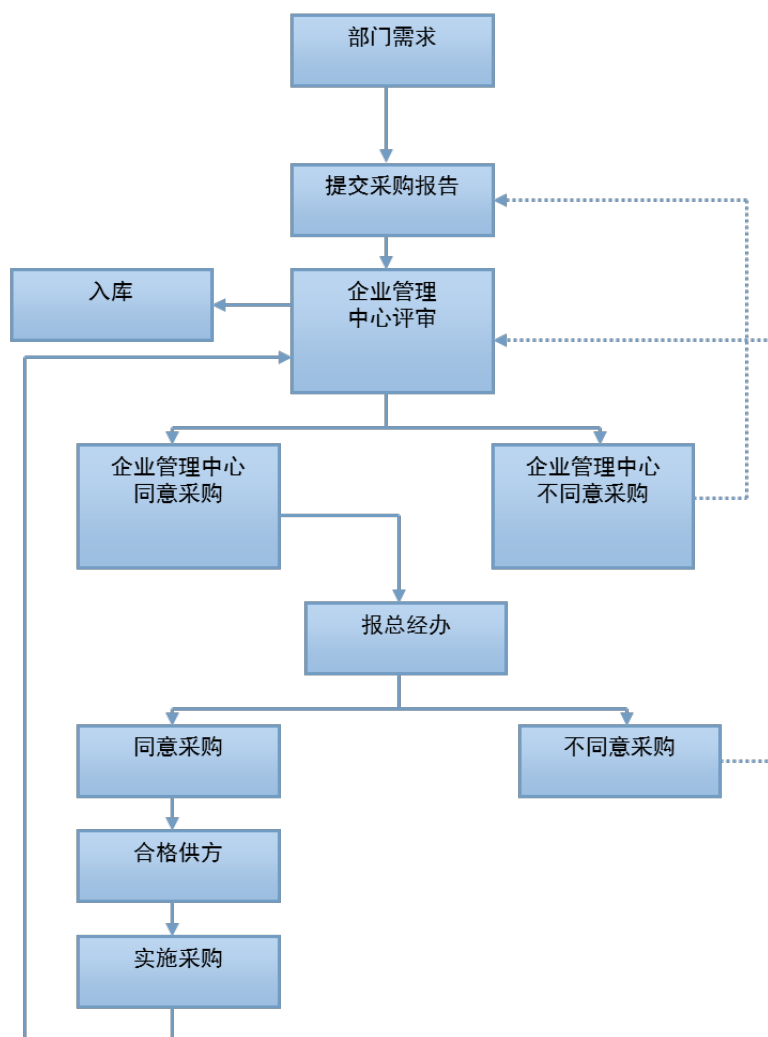 部门需求
提交采购报告
入库
企业管理
中心评审
企业管理中心
同意采购
企业管理中心
不同意采购
报总经办
同意采购
不同意采购
合格供方
实施采购